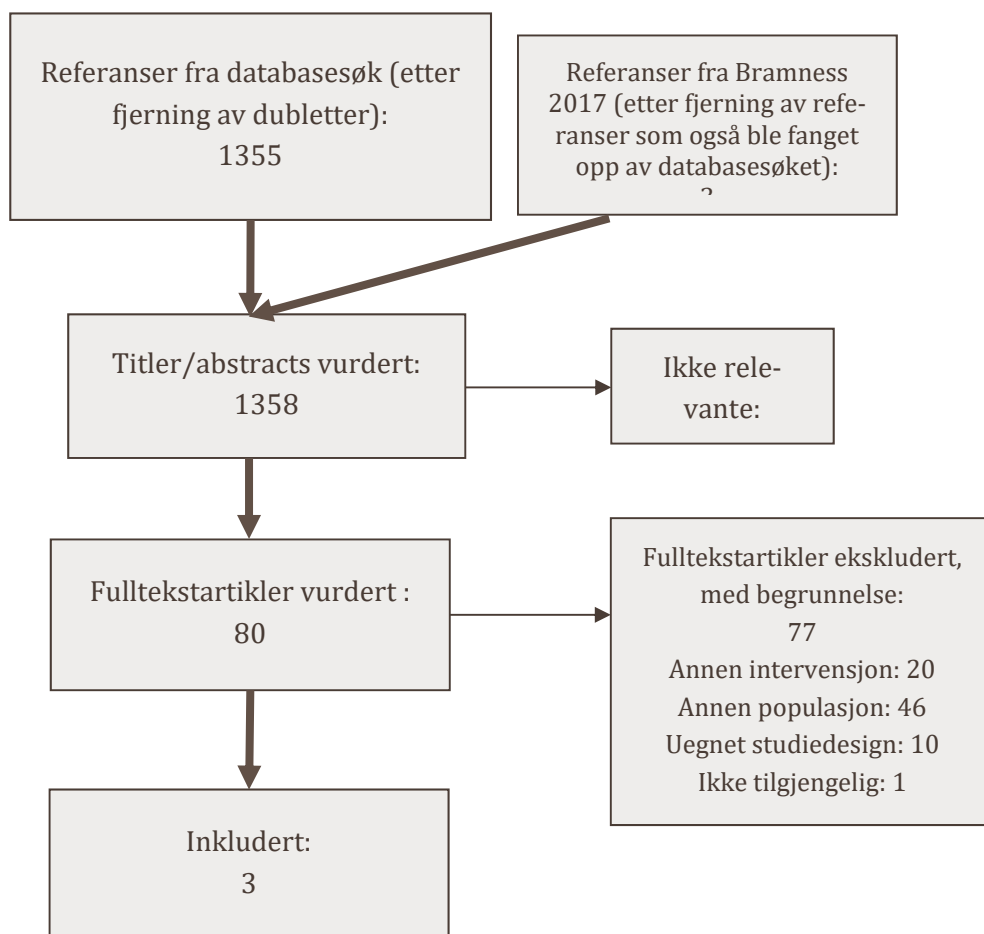 Referanser fra databasesøk (etter
fjerning av dubletter):
1355
Referanser fra Bramness
2017 (etter fjerning av refe-
ranser som også ble fanget
opp av databasesøket):
Titler/abstracts vurdert:
1358
Ikke rele-
vante:
Fulltekstartikler vurdert :
80
Fulltekstartikler ekskludert,
med begrunnelse:
77
Annen intervensjon: 20
Annen populasjon: 46
Uegnet studiedesign: 10
Ikke tilgjengelig: 1
Inkludert:
3